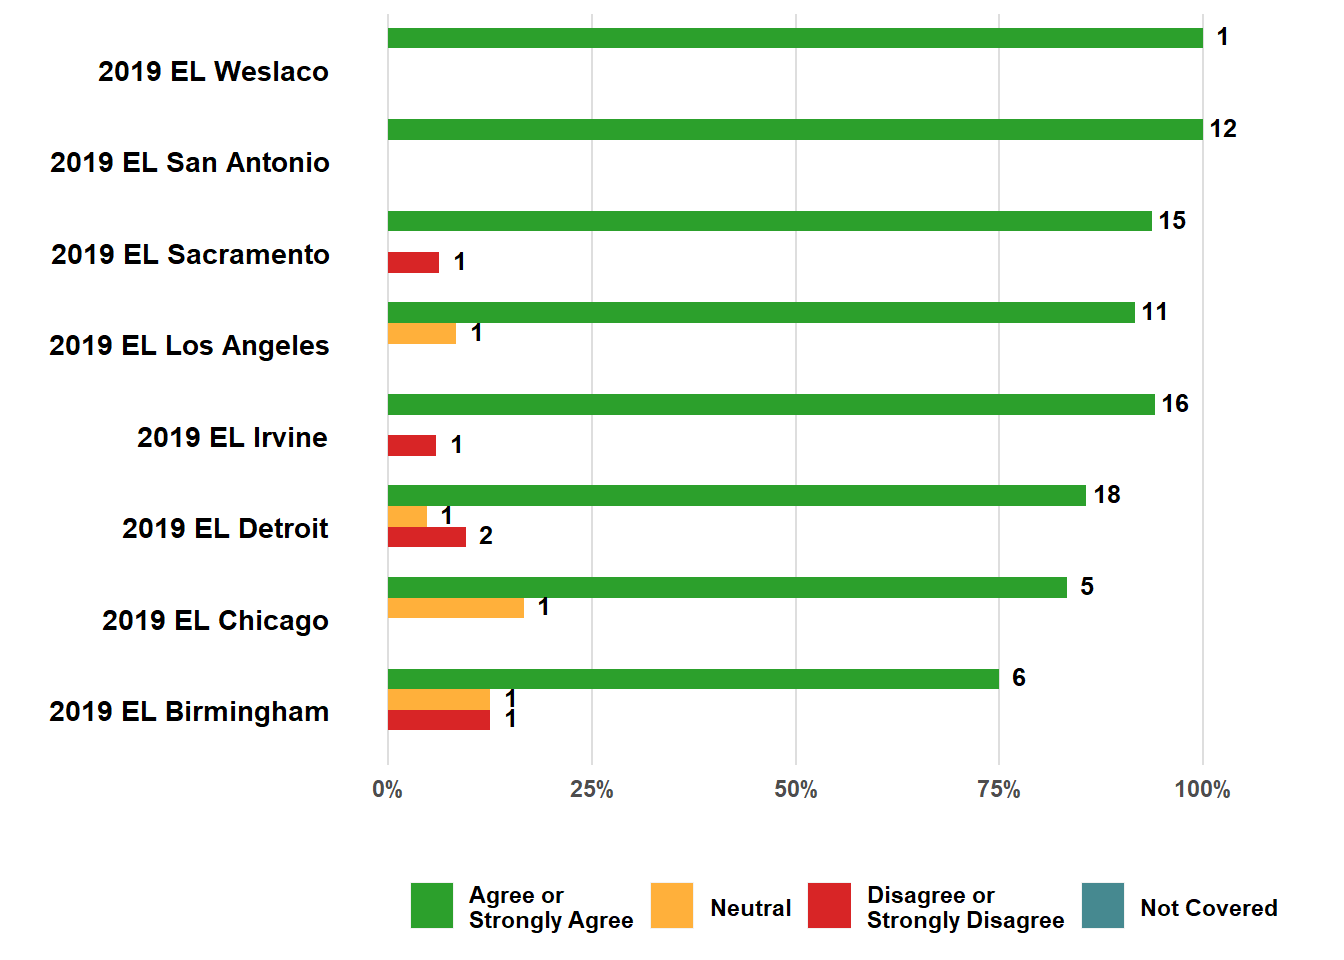 2019 EL Weslaco
1
2019 EL San Antonio
12
2019 EL Sacramento
15
1
2019 EL Los Angeles
11
1
2019 EL Irvine
16
1
2019 EL Detroit
18
1
2
2019 EL Chicago
5
1
2019 EL Birmingham
6
1
1
0% 25% 50% 75% 100%
Agree or
Strongly Agree
Neutral
Disagree or
Strongly Disagree
Not Covered